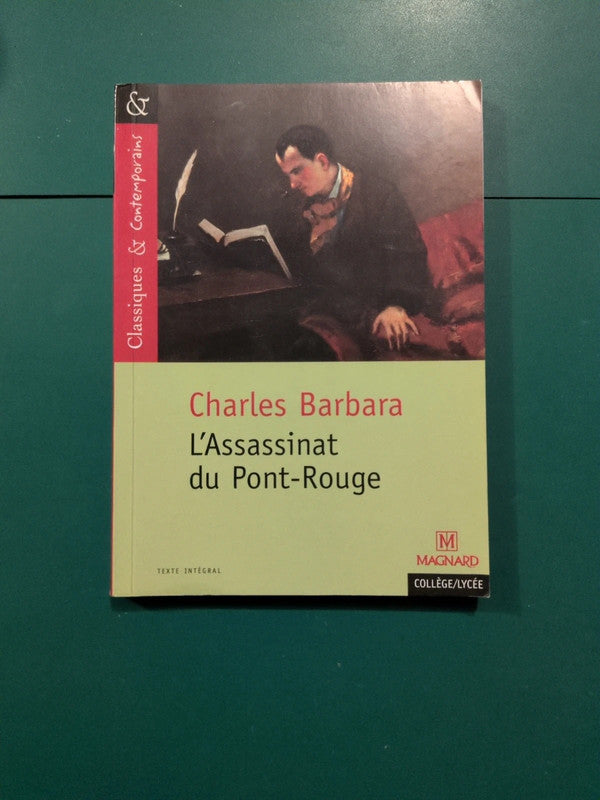 &
Classiques & Contemporains
Charles Barbara
L'Assassinat
du Pont-Rouge
TEXTE INTÉGRAL
M
MAGNARD
COLLÈGE/LYCÉE